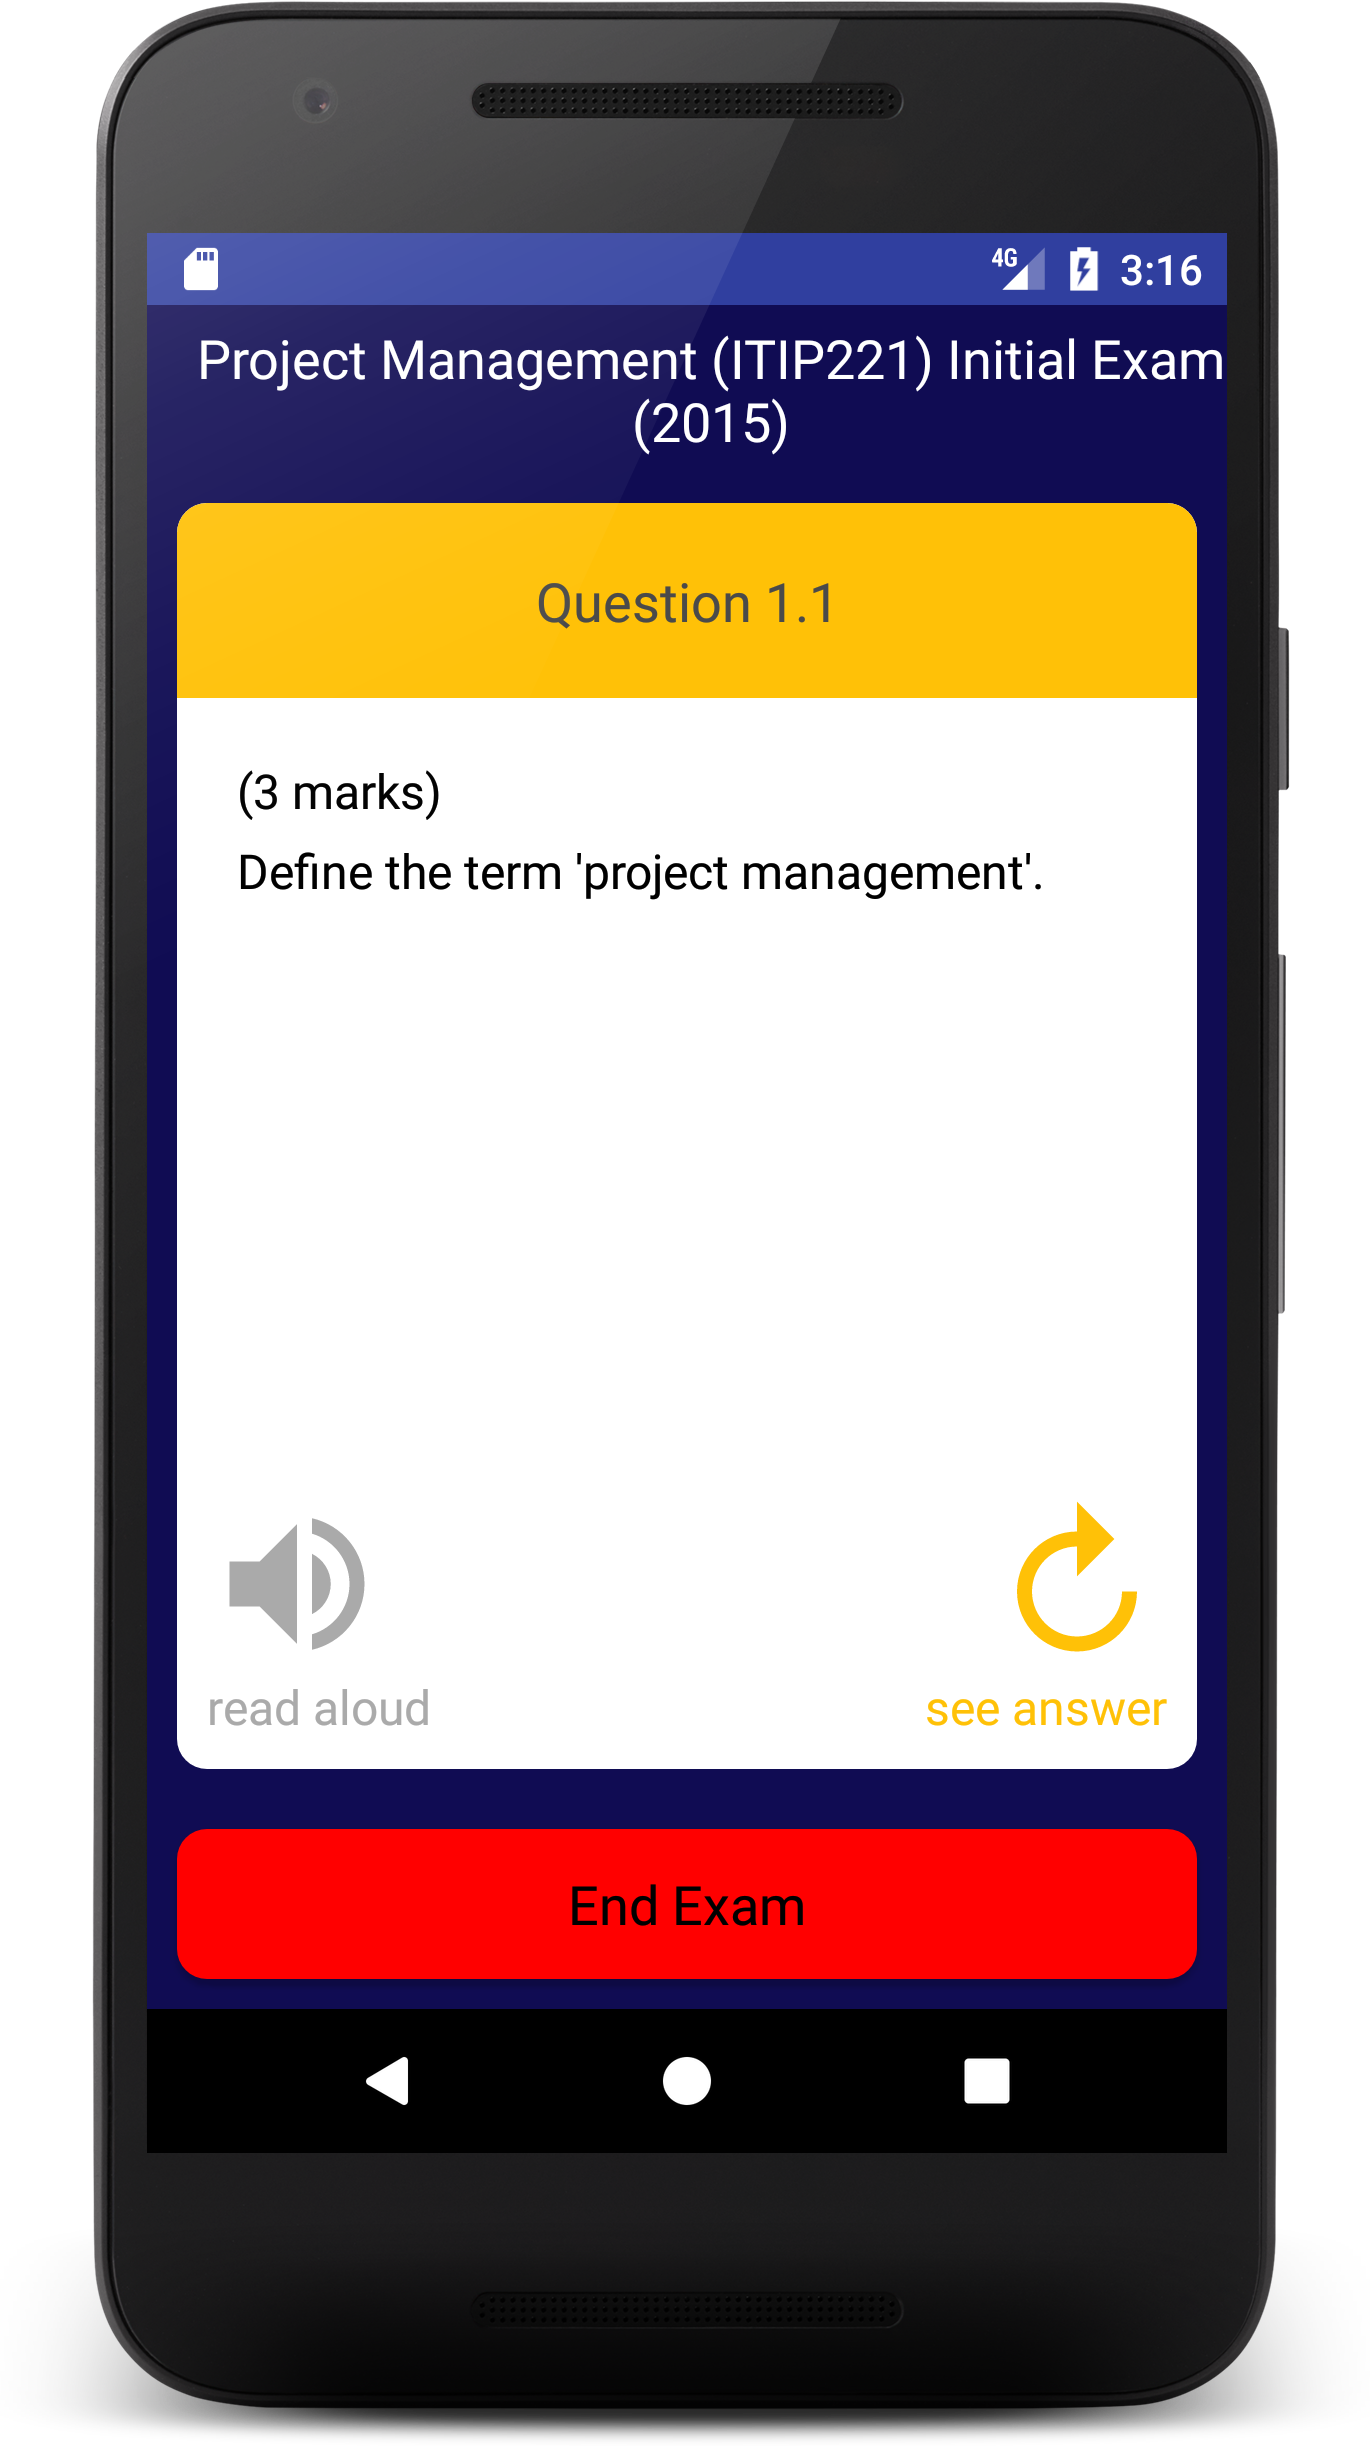 4G 3:16
Project Management (ITIP221) Initial Exam
(2015)
Question 1.1
(3 marks)
Define the term 'project management'.
read aloud see answer
End Exam